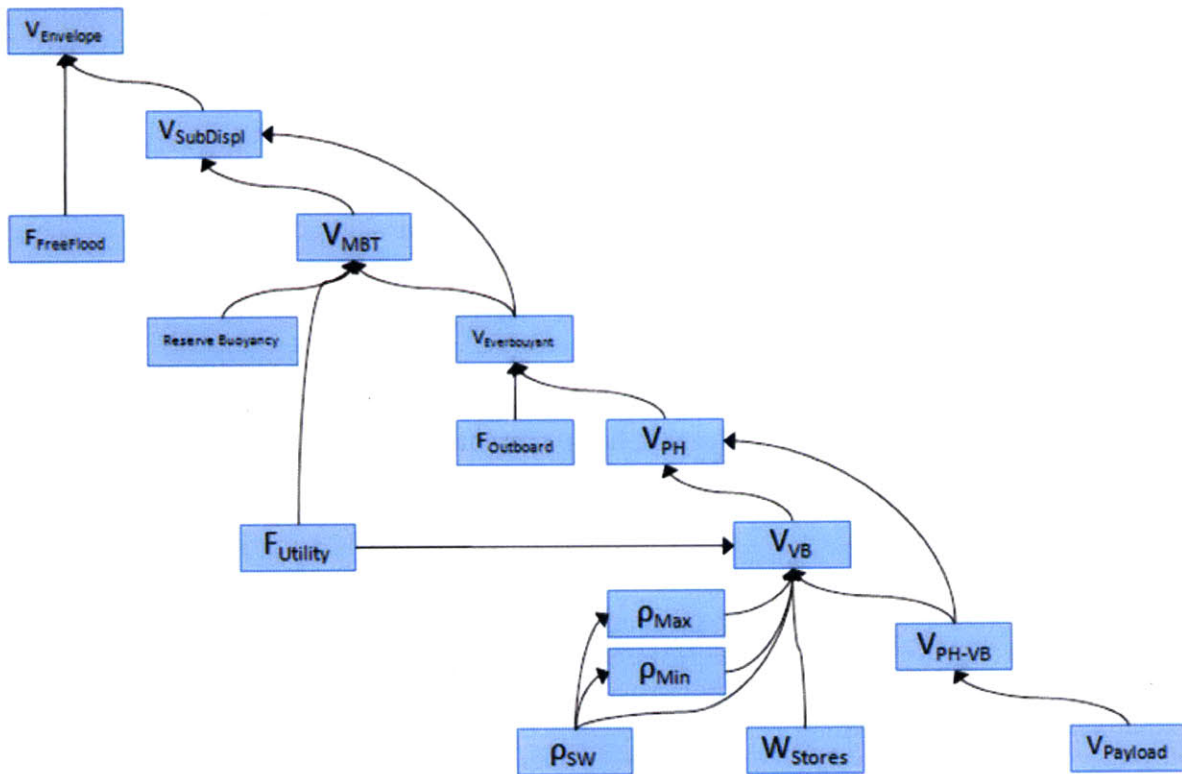 VEnvelope
VSubDispl
VMBT
FFreeFlood
Reserve Buoyancy
VEverbouyant
FOutboard
VPH
FUtility
VVB
ρMax
VPH-VB
ρMin
ρSW
WStores
VPayload